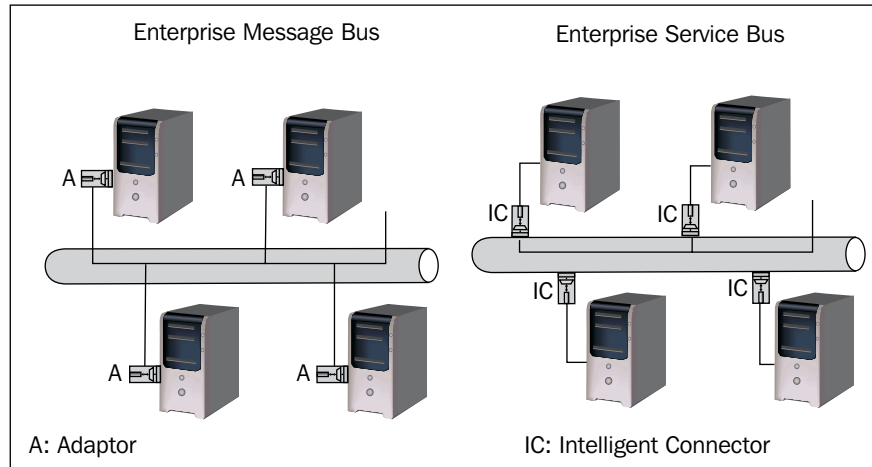 Enterprise Message Bus
Enterprise Service Bus
A
A
IC
IC
IC
IC
A
A
A: Adaptor
IC: Intelligent Connector